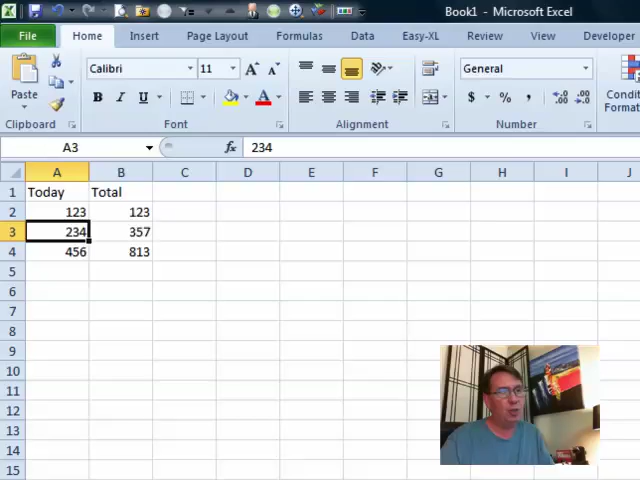 Book1 - Microsoft Excel
File Home Insert Page Layout Formulas Data Easy-XL Review View Developer
Calibri 11 General
Paste B I U A A A $ % , .00 .0
Clipboard Font Alignment Number
A3 fx 234
A B C D E F G H I J
1 Today Total
2 123 123
3 234 357
4 456 813
5
6
7
8
9
10
11
12
13
14
15